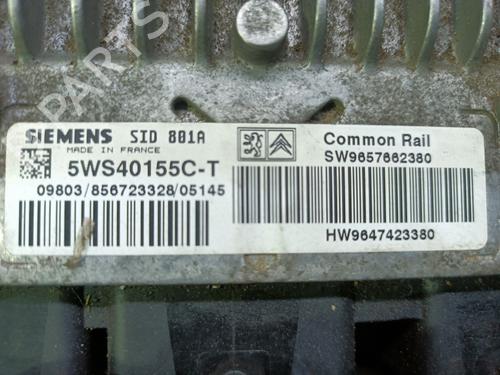 PARTS
SIEMENS SID 801A
MADE IN FRANCE
5WS40155C-T
09803/856723328/05145
Common Rail
SW9657662380
HW9647423380